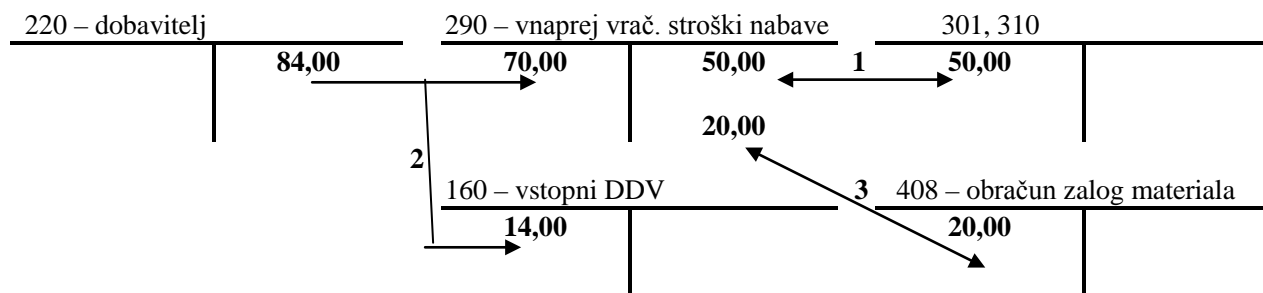 220 – dobavitelj 290 – vnaprej vrač. stroški nabave 301, 310
84,00 70,00 50,00 1 50,00
20,00
2
160 – vstopni DDV 3 408 – obračun zalog materiala
14,00 20,00